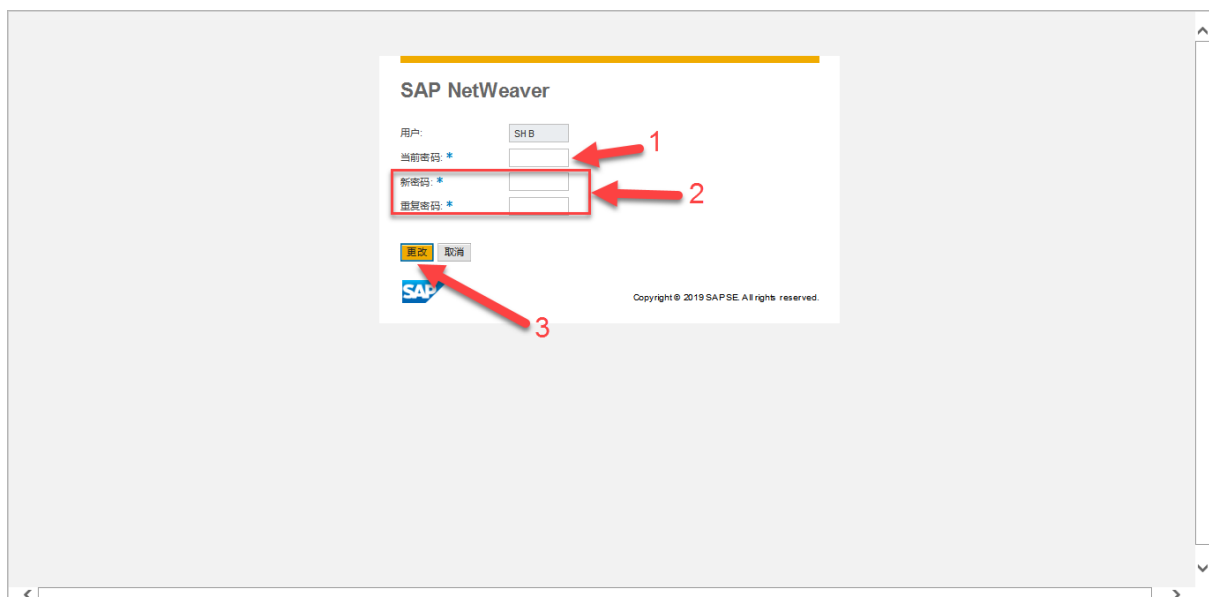 SAP NetWeaver
用户: SHB
当前密码: * 1
新密码: *
2
重复密码: *
更改 取消
SAP
Copyright © 2019 SAP SE. All rights reserved.
3